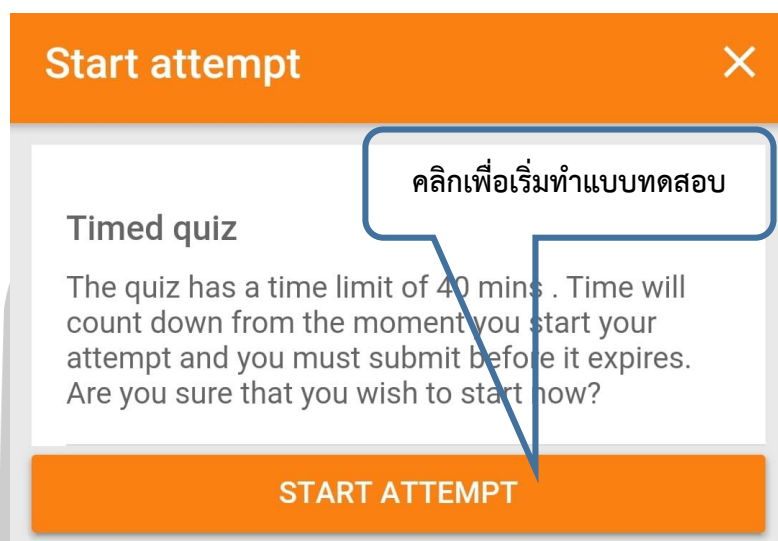 Start attempt
คลิกเพื่อเริ่มทำแบบทดสอบ
Timed quiz
The quiz has a time limit of 40 mins . Time will
count down from the moment you start your
attempt and you must submit before it expires.
Are you sure that you wish to start now?
START ATTEMPT